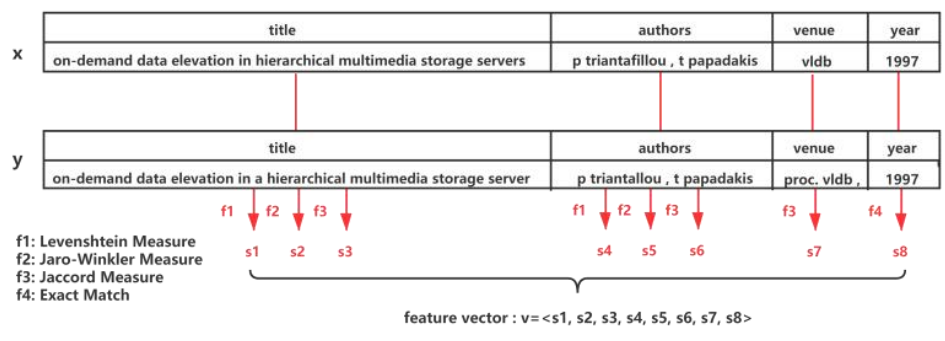 title authors venue year
x
on-demand data elevation in hierarchical multimedia storage servers p triantafillou , t papadakis vldb 1997
title authors venue year
y
on-demand data elevation in a hierarchical multimedia storage server p triantallou , t papadakis proc. vldb , 1997
f1 f2 f3 f1 f2 f3 f3 f4
s1 s2 s3 s4 s5 s6 s7 s8
f1: Levenshtein Measure
f2: Jaro-Winkler Measure
f3: Jaccord Measure
f4: Exact Match
feature vector : v=<s1, s2, s3, s4, s5, s6, s7, s8>